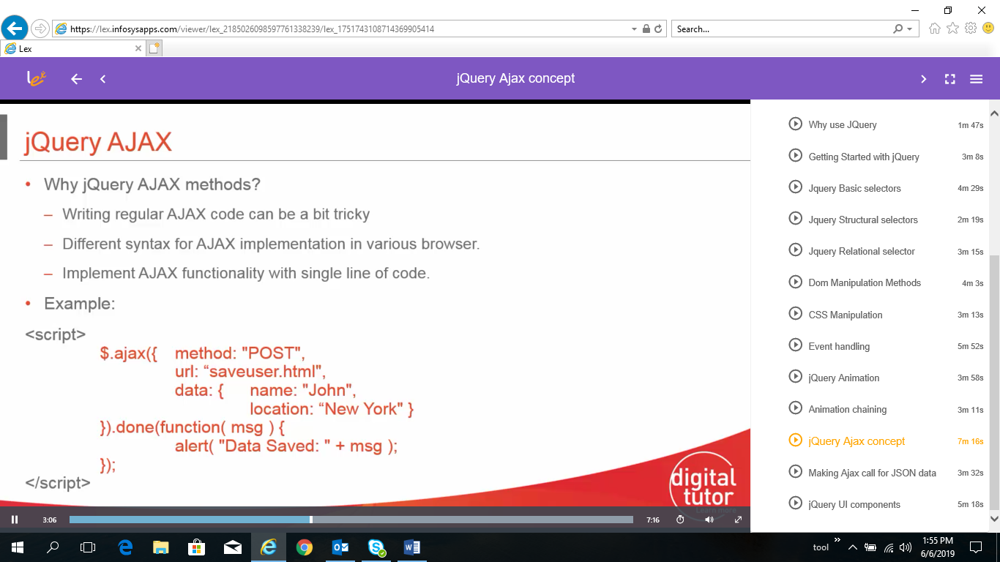 https://lex.infosysapps.com/viewer/lex_2185026098597761338239/lex_1751743108714369905414
Search...
Lex
lex
jQuery Ajax concept
jQuery AJAX
• Why jQuery AJAX methods?
– Writing regular AJAX code can be a bit tricky
– Different syntax for AJAX implementation in various browser.
– Implement AJAX functionality with single line of code.
• Example:
<script>
$.ajax({ method: "POST",
url: “saveuser.html",
data: { name: "John",
location: “New York" }
}).done(function( msg ) {
alert( "Data Saved: " + msg );
});
</script>
digital
tutor
Learn more
3:06
7:16
Why use JQuery 1m 47s
Getting Started with jQuery 3m 8s
Jquery Basic selectors 4m 29s
Jquery Structural selectors 2m 19s
Jquery Relational selector 3m 15s
Dom Manipulation Methods 4m 3s
CSS Manipulation 3m 13s
Event handling 5m 52s
jQuery Animation 3m 58s
Animation chaining 3m 11s
jQuery Ajax concept 7m 16s
Making Ajax call for JSON data 3m 32s
jQuery UI components 5m 18s
tool
1:55 PM
6/6/2019